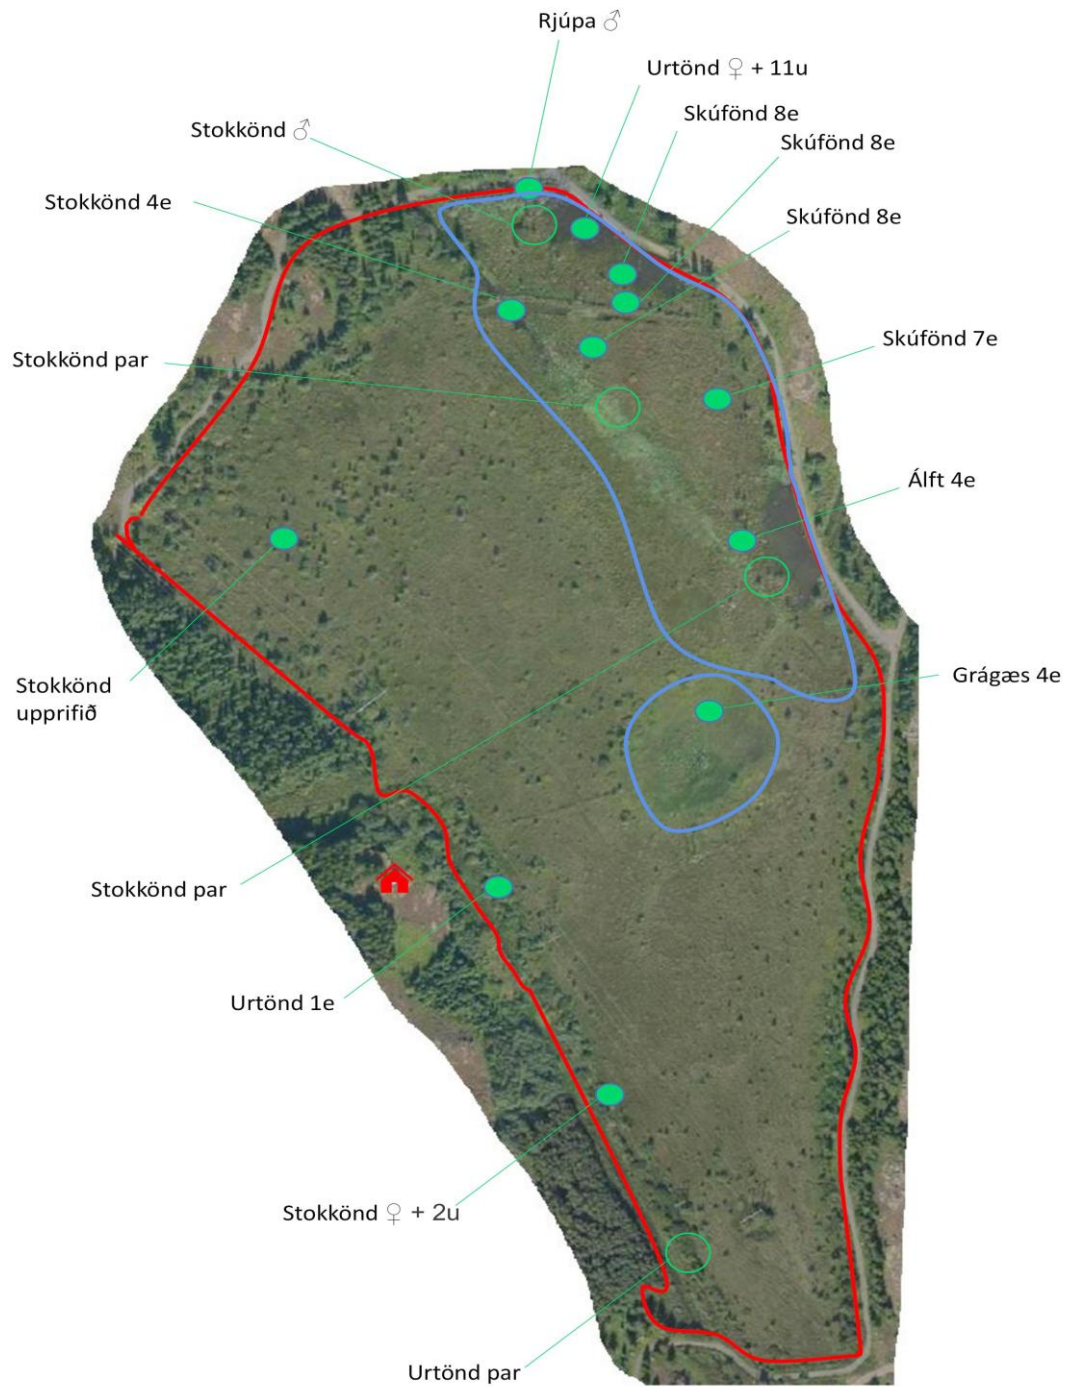 Rjúpa ♂
Urtönd ♀ + 11u
Skúfönd 8e
Stokkönd ♂
Skúfönd 8e
Stokkönd 4e
Skúfönd 8e
Skúfönd 7e
Stokkönd par
Álft 4e
Grágæs 4e
Stokkönd
upprifið
Stokkönd par
Urtönd 1e
Stokkönd ♀ + 2u
Urtönd par